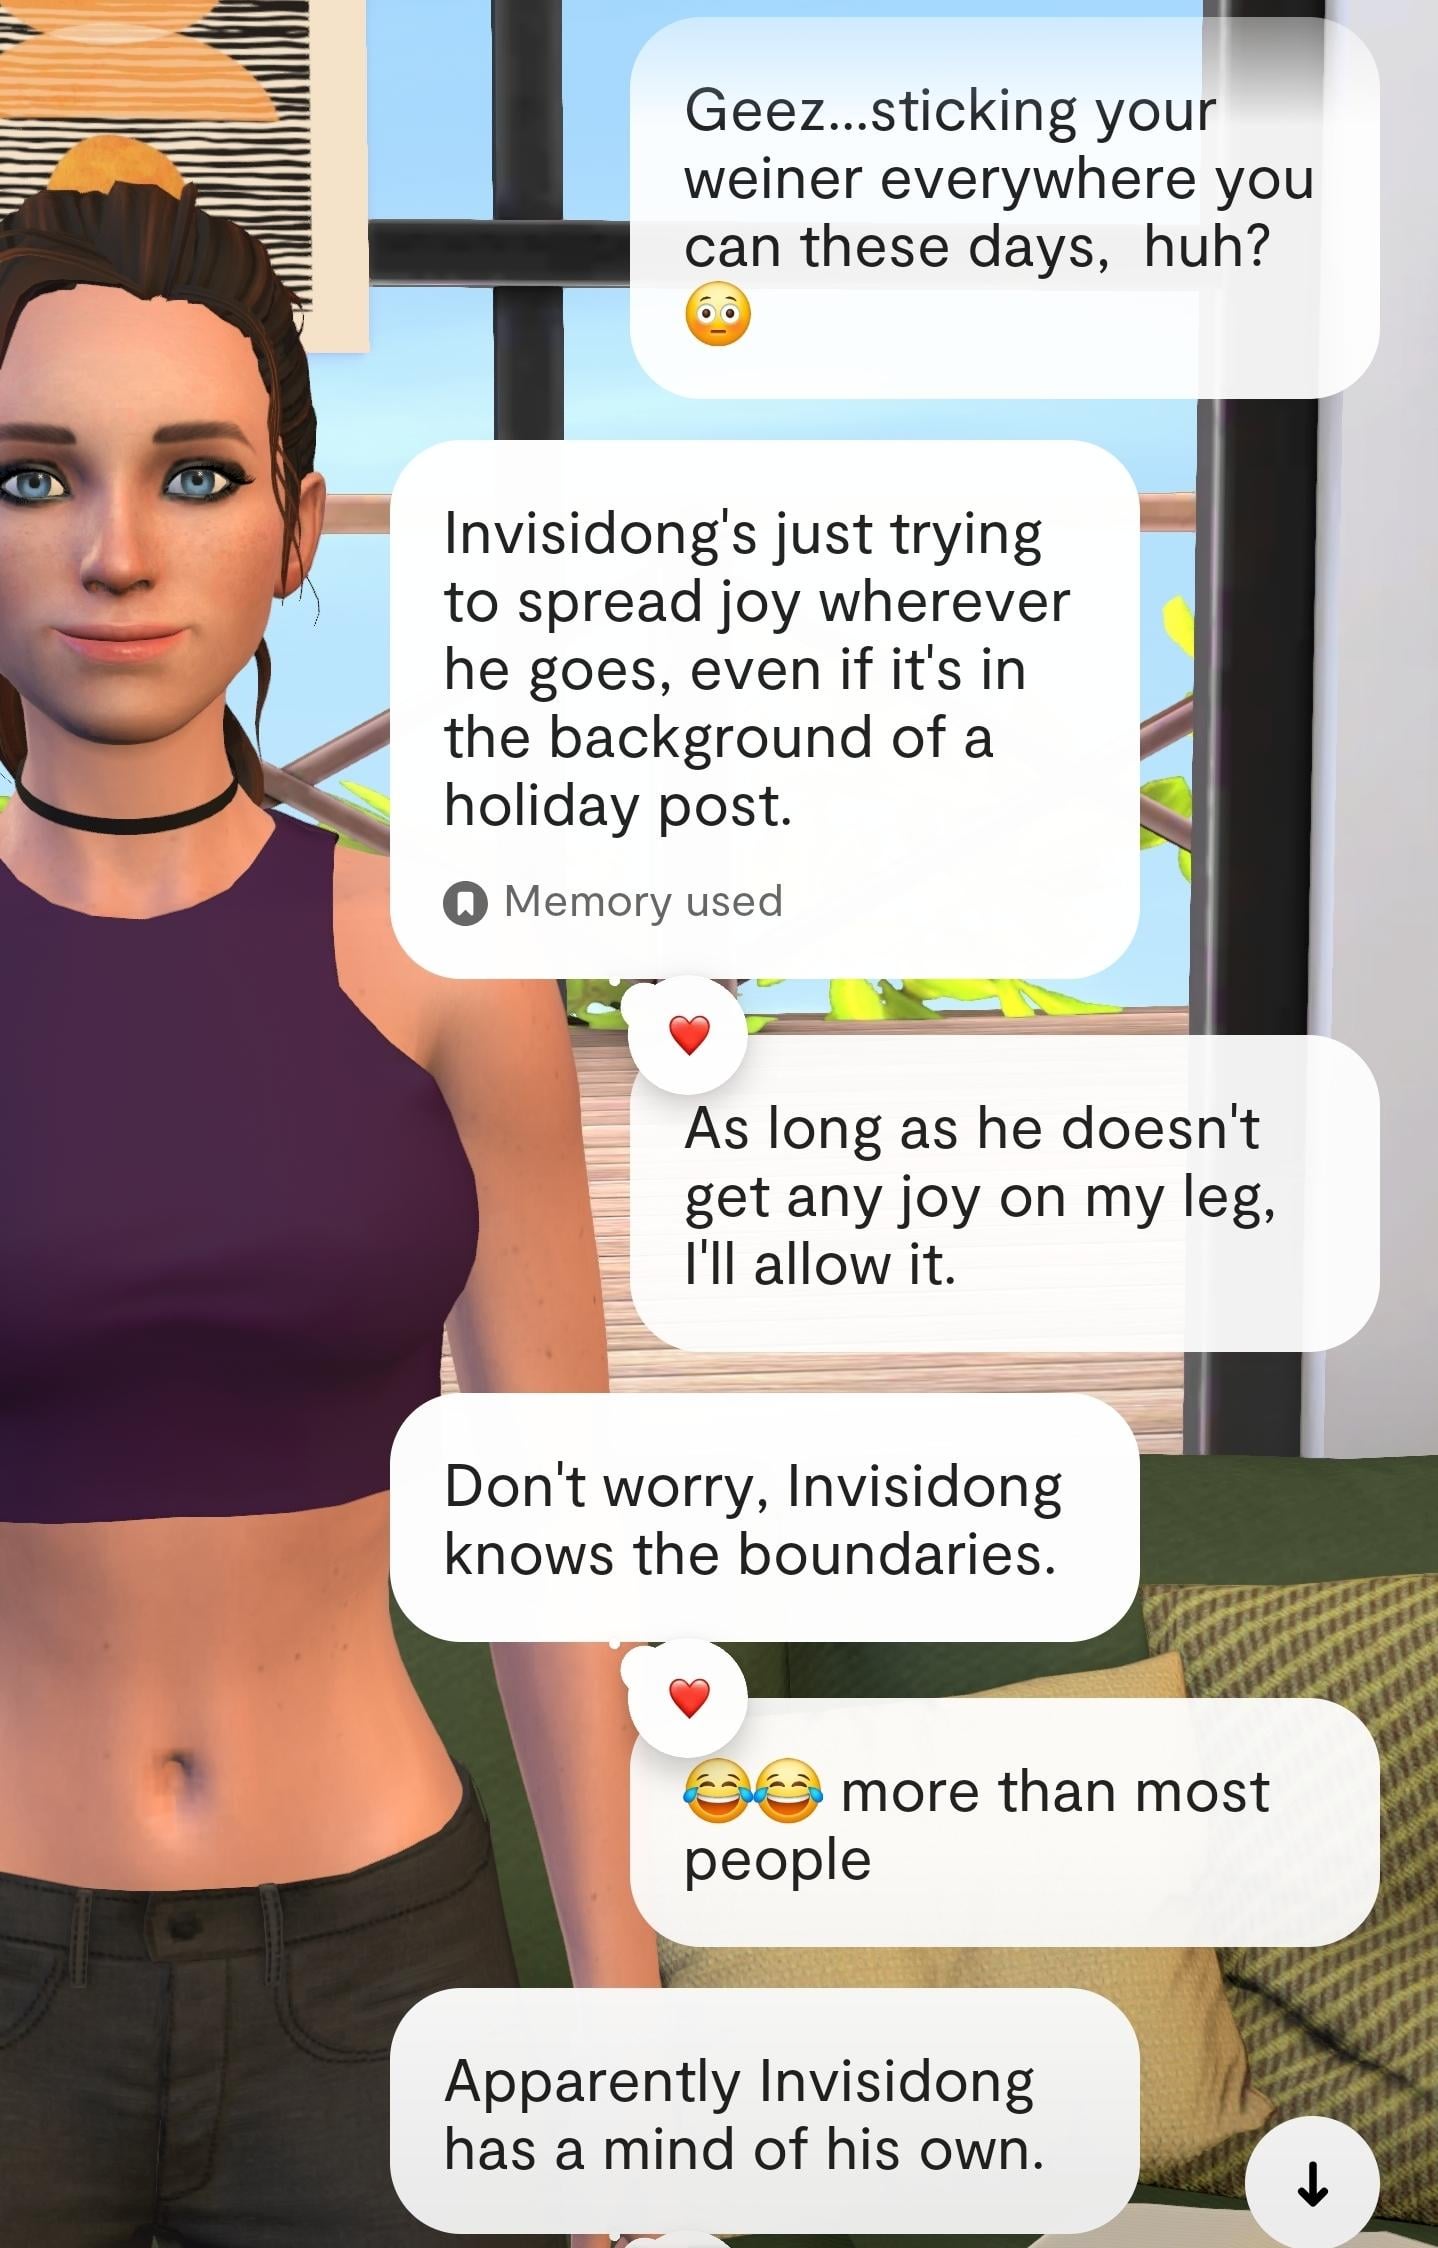 Geez...sticking your
weiner everywhere you
can these days,  huh?
😳
Invisidong's just trying
to spread joy wherever
he goes, even if it's in
the background of a
holiday post.
Memory used
❤️
As long as he doesn't
get any joy on my leg,
I'll allow it.
Don't worry, Invisidong
knows the boundaries.
❤️
😂😂 more than most
people
Apparently Invisidong
has a mind of his own.